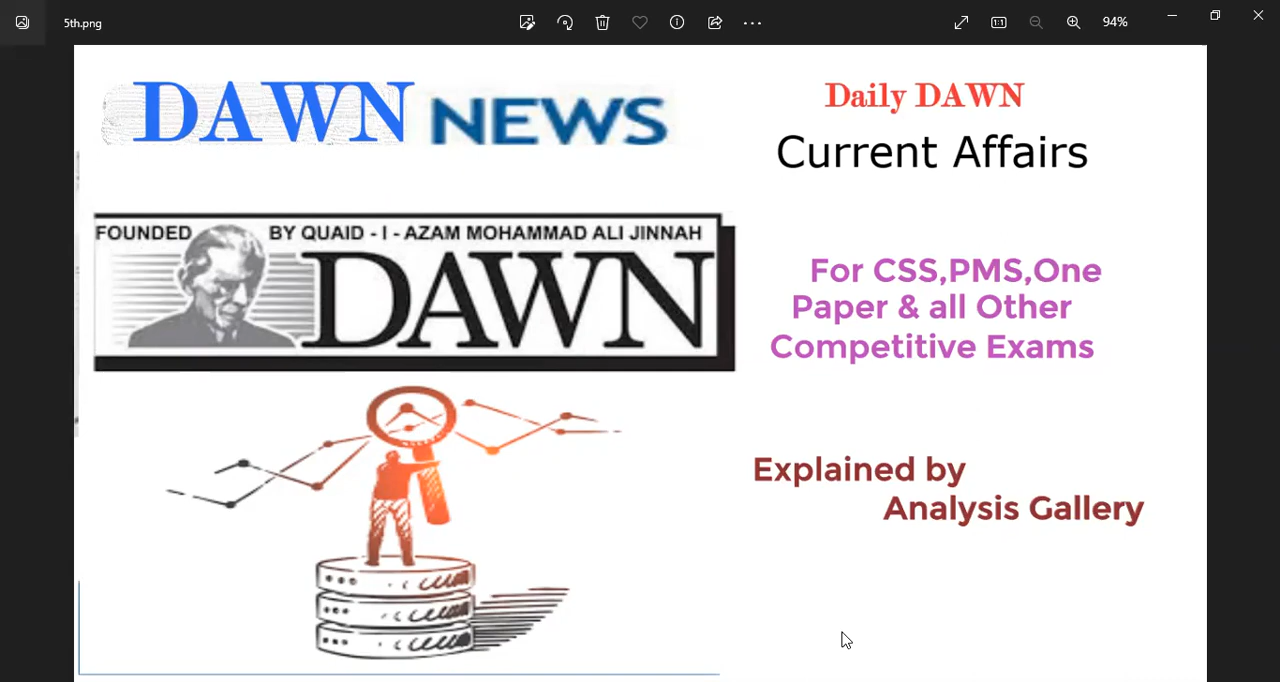 5th.png
94%
DAWN NEWS
Daily DAWN
Current Affairs
FOUNDED BY QUAID - I - AZAM MOHAMMAD ALI JINNAH
DAWN
For CSS,PMS,One
Paper & all Other
Competitive Exams
Explained by
Analysis Gallery